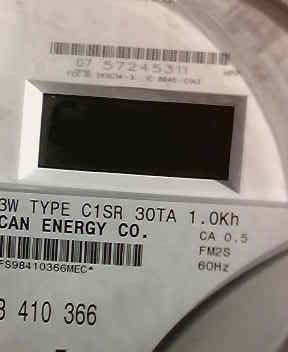 07 57245311
3W TYPE C1SR 30TA 1.0Kh
CAN ENERGY CO.
CA 0.5
FM2S
60Hz
FS98410366MEC*
8 410 366